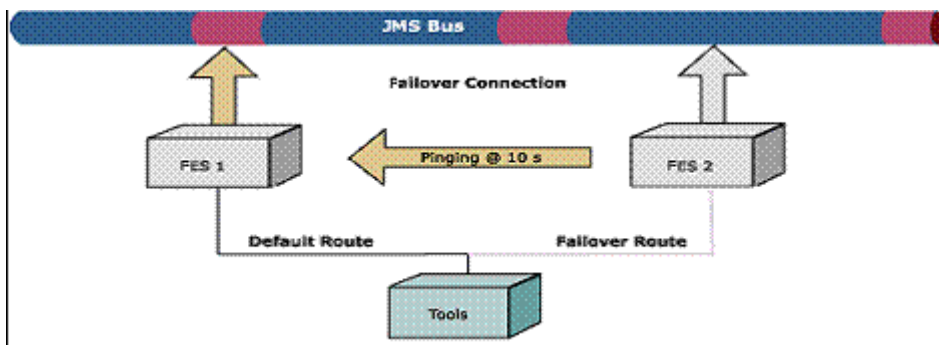 JMS Bus
Failover Connection
FES 1
Pinging @ 10 s
FES 2
Default Route
Failover Route
Tools